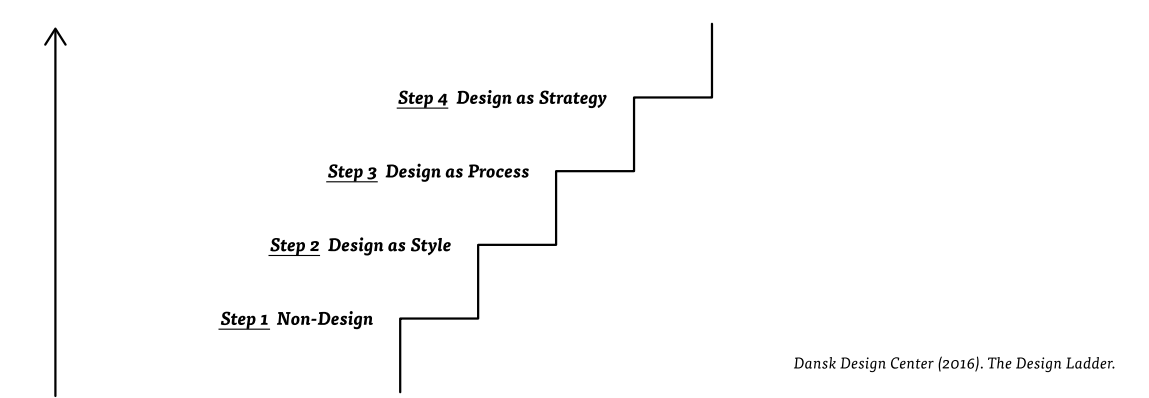 Step 4 Design as Strategy
Step 3 Design as Process
Step 2 Design as Style
Step 1 Non-Design
Dansk Design Center (2016). The Design Ladder.